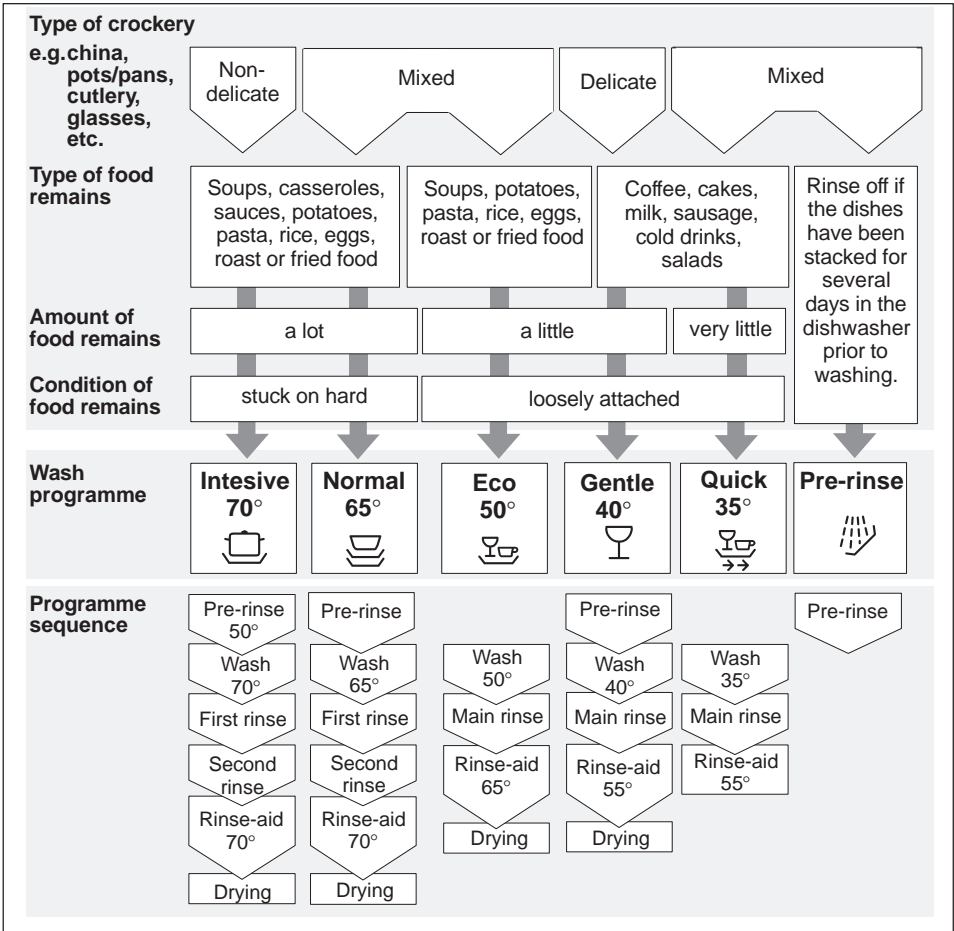 Type of crockery
e.g.china,
pots/pans,
cutlery,
glasses,
etc.
Non-
delicate
Mixed
Delicate
Mixed
Type of food
remains
Soups, casseroles,
sauces, potatoes,
pasta, rice, eggs,
roast or fried food
Soups, potatoes,
pasta, rice, eggs,
roast or fried food
Coffee, cakes,
milk, sausage,
cold drinks,
salads
Rinse off if
the dishes
have been
stacked for
several
days in the
dishwasher
prior to
washing.
Amount of
food remains
a lot
a little
very little
Condition of
food remains
stuck on hard
loosely attached
Wash
programme
Intesive
70°
Normal
65°
Eco
50°
Gentle
40°
Quick
35°
Pre-rinse
Programme
sequence
Pre-rinse
50°
Wash
70°
First rinse
Second
rinse
Rinse-aid
70°
Drying
Pre-rinse
Wash
65°
First rinse
Second
rinse
Rinse-aid
70°
Drying
Wash
50°
Main rinse
Rinse-aid
65°
Drying
Pre-rinse
Wash
40°
Main rinse
Rinse-aid
55°
Drying
Wash
35°
Main rinse
Rinse-aid
55°
Pre-rinse